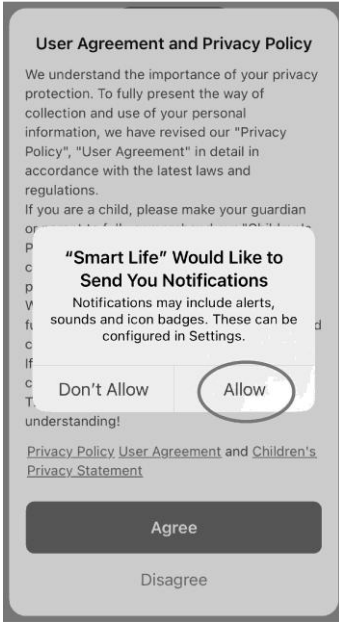 User Agreement and Privacy Policy
We understand the importance of your privacy
protection. To fully present the way of
collection and use of your personal
information, we have revised our "Privacy
Policy", "User Agreement" in detail in
accordance with the latest laws and
regulations.
If you are a child, please make your guardian
“Smart Life” Would Like to
Send You Notifications
Notifications may include alerts,
sounds and icon badges. These can be
configured in Settings.
Don't Allow
Allow
understanding!
Privacy Policy User Agreement and Children's
Privacy Statement
Agree
Disagree